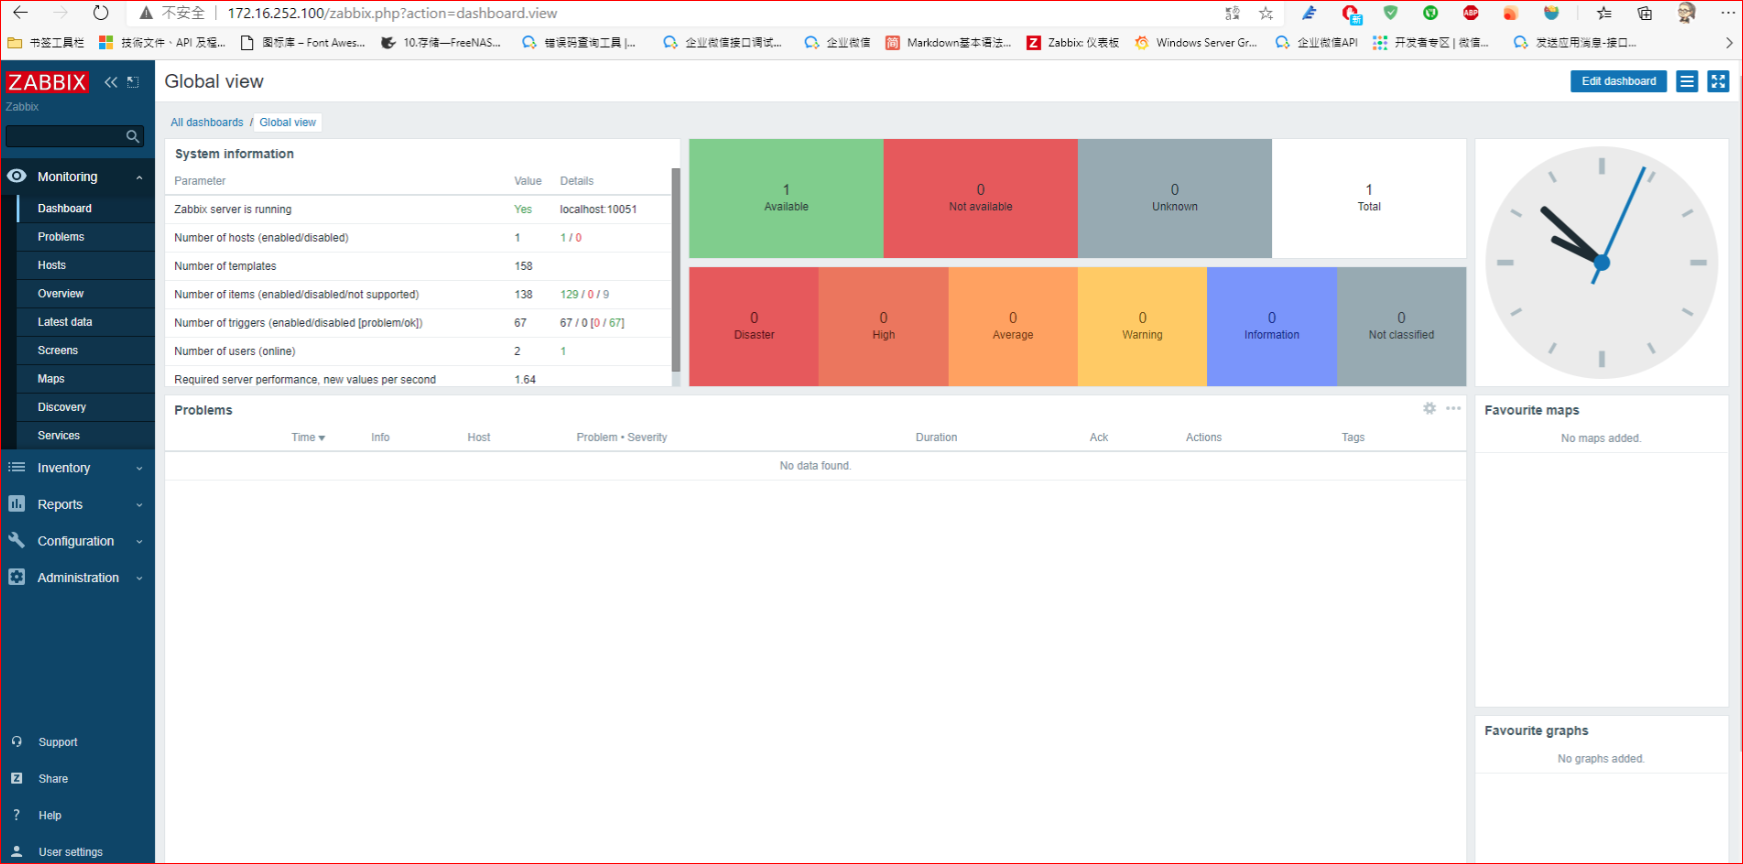 不安全 | 172.16.252.100/zabbix.php?action=dashboard.view
书签工具栏 技術文件、API 及程... 图标库 – Font Awes... 10.存储—FreeNAS... 错误码查询工具 |... 企业微信接口调试... 企业微信 Markdown基本语法... Zabbix: 仪表板 Windows Server Gr... 企业微信API 开发者专区 | 微信... 发送应用消息-接口...
ZABBIX
Zabbix
Monitoring
Dashboard
Problems
Hosts
Overview
Latest data
Screens
Maps
Discovery
Services
Inventory
Reports
Configuration
Administration
Support
Share
Help
User settings
Global view
Edit dashboard
All dashboards / Global view
System information
Parameter Value Details
Zabbix server is running Yes localhost:10051
Number of hosts (enabled/disabled) 1 1 / 0
Number of templates 158
Number of items (enabled/disabled/not supported) 138 129 / 0 / 9
Number of triggers (enabled/disabled [problem/ok]) 67 67 / 0 [0 / 67]
Number of users (online) 2 1
Required server performance, new values per second 1.64
1 0 0 1
Available Not available Unknown Total
0 0 0 0 0 0
Disaster High Average Warning Information Not classified
Problems
Time Info Host Problem • Severity Duration Ack Actions Tags
No data found.
Favourite maps
No maps added.
Favourite graphs
No graphs added.